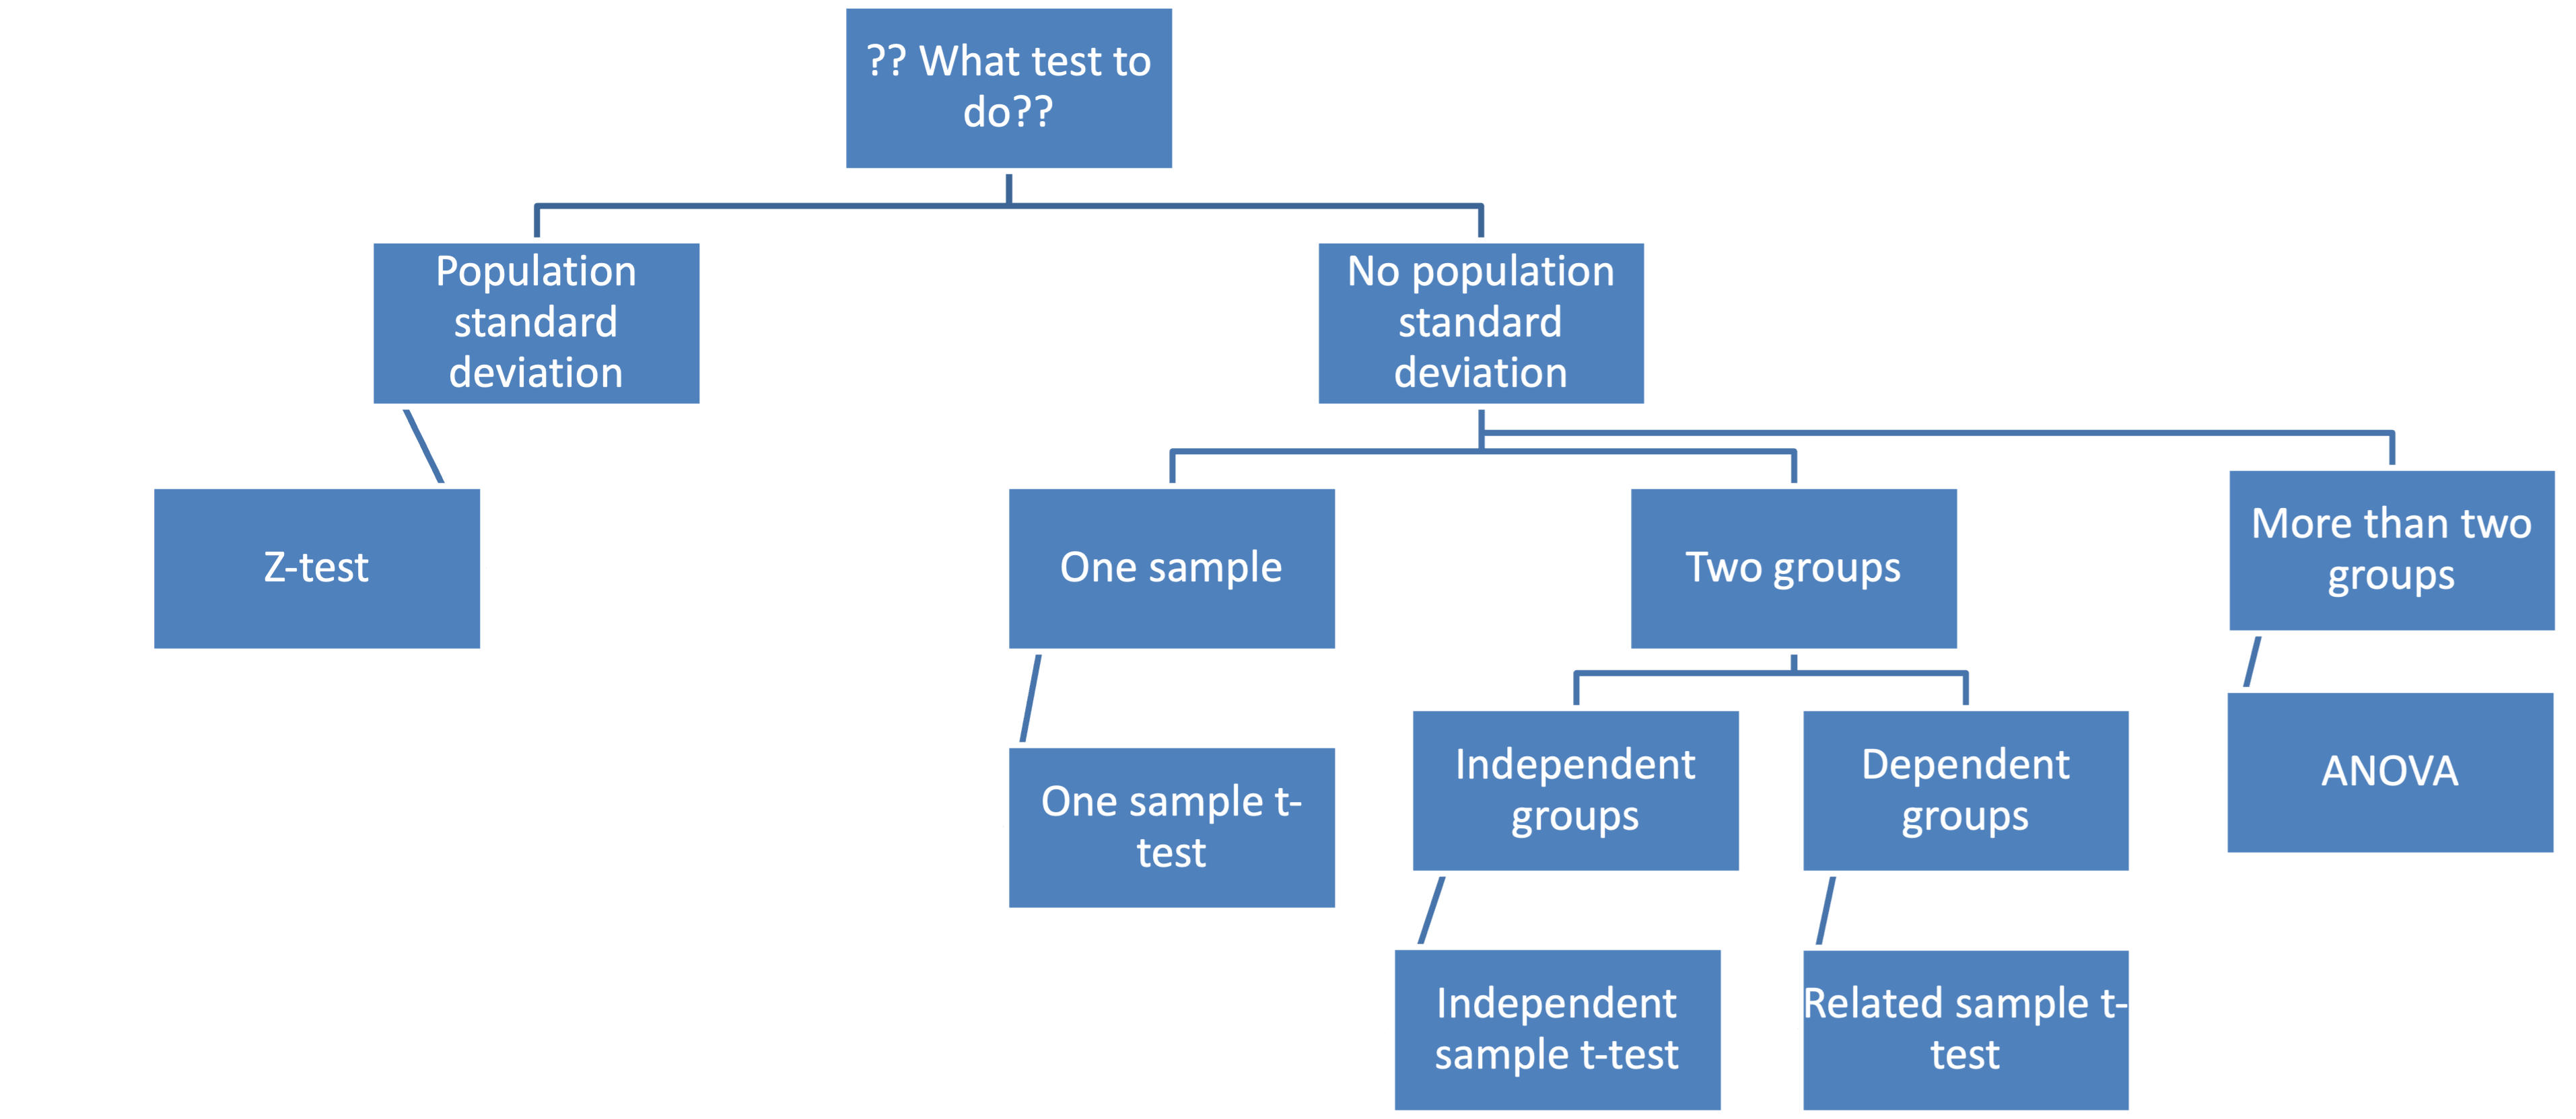 ?? What test to
do??
Population
standard
deviation
No population
standard
deviation
Z-test
One sample
Two groups
More than two
groups
One sample t-
test
Independent
groups
Dependent
groups
ANOVA
Independent
sample t-test
Related sample t-
test